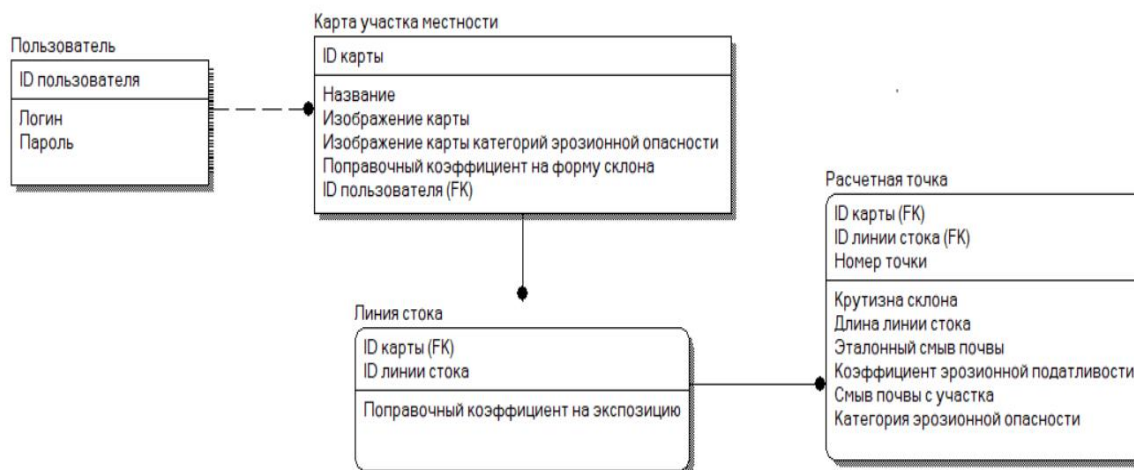 Пользователь
ID пользователя
Логин
Пароль
Карта участка местности
ID карты
Название
Изображение карты
Изображение карты категорий эрозионной опасности
Поправочный коэффициент на форму склона
ID пользователя (FK)
Линия стока
ID карты (FK)
ID линии стока
Поправочный коэффициент на экспозицию
Расчетная точка
ID карты (FK)
ID линии стока (FK)
Номер точки
Крутизна склона
Длина линии стока
Эталонный смыв почвы
Коэффициент эрозионной податливости
Смыв почвы с участка
Категория эрозионной опасности